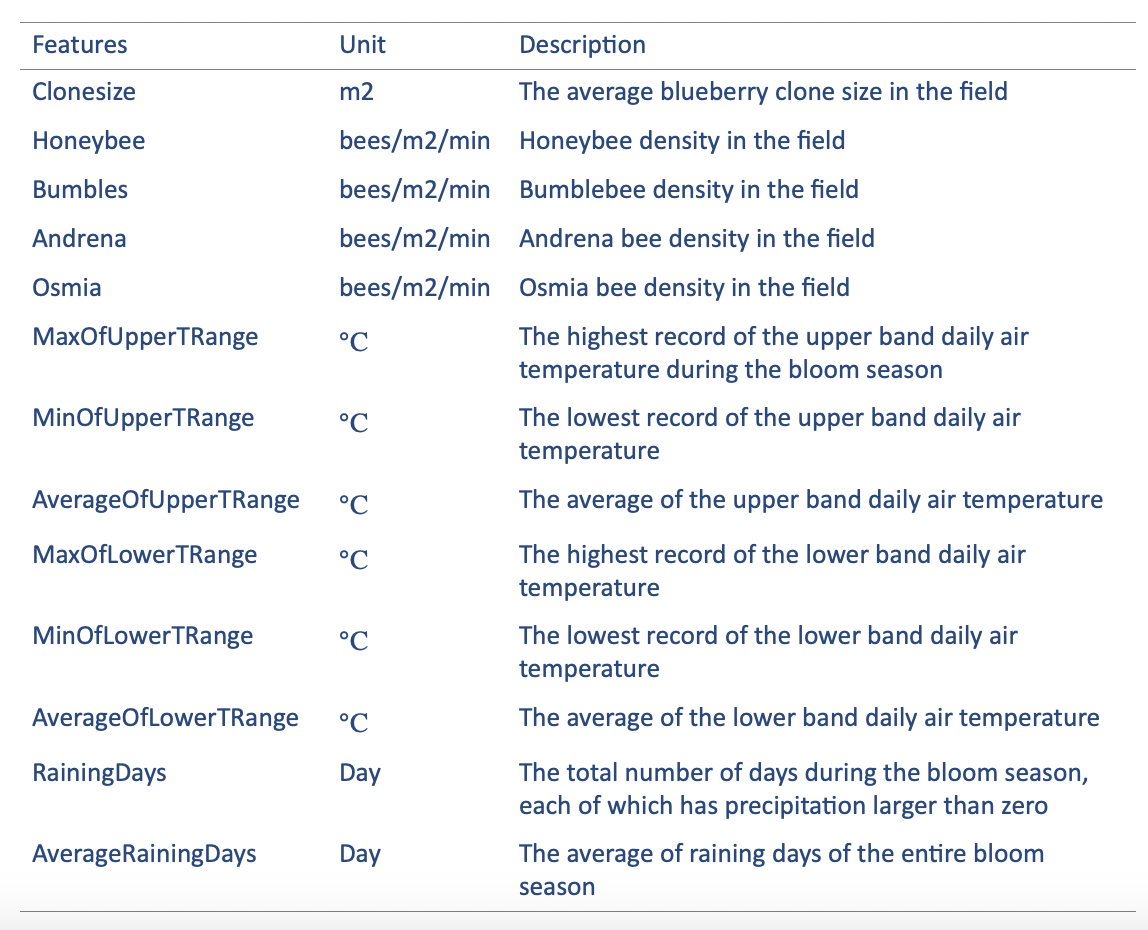 Features Unit Description
Clonesize m2 The average blueberry clone size in the field
Honeybee bees/m2/min Honeybee density in the field
Bumbles bees/m2/min Bumblebee density in the field
Andrena bees/m2/min Andrena bee density in the field
Osmia bees/m2/min Osmia bee density in the field
MaxOfUpperTRange °C The highest record of the upper band daily air
temperature during the bloom season
MinOfUpperTRange °C The lowest record of the upper band daily air
temperature
AverageOfUpperTRange °C The average of the upper band daily air temperature
MaxOfLowerTRange °C The highest record of the lower band daily air
temperature
MinOfLowerTRange °C The lowest record of the lower band daily air
temperature
AverageOfLowerTRange °C The average of the lower band daily air temperature
RainingDays Day The total number of days during the bloom season,
each of which has precipitation larger than zero
AverageRainingDays Day The average of raining days of the entire bloom
season